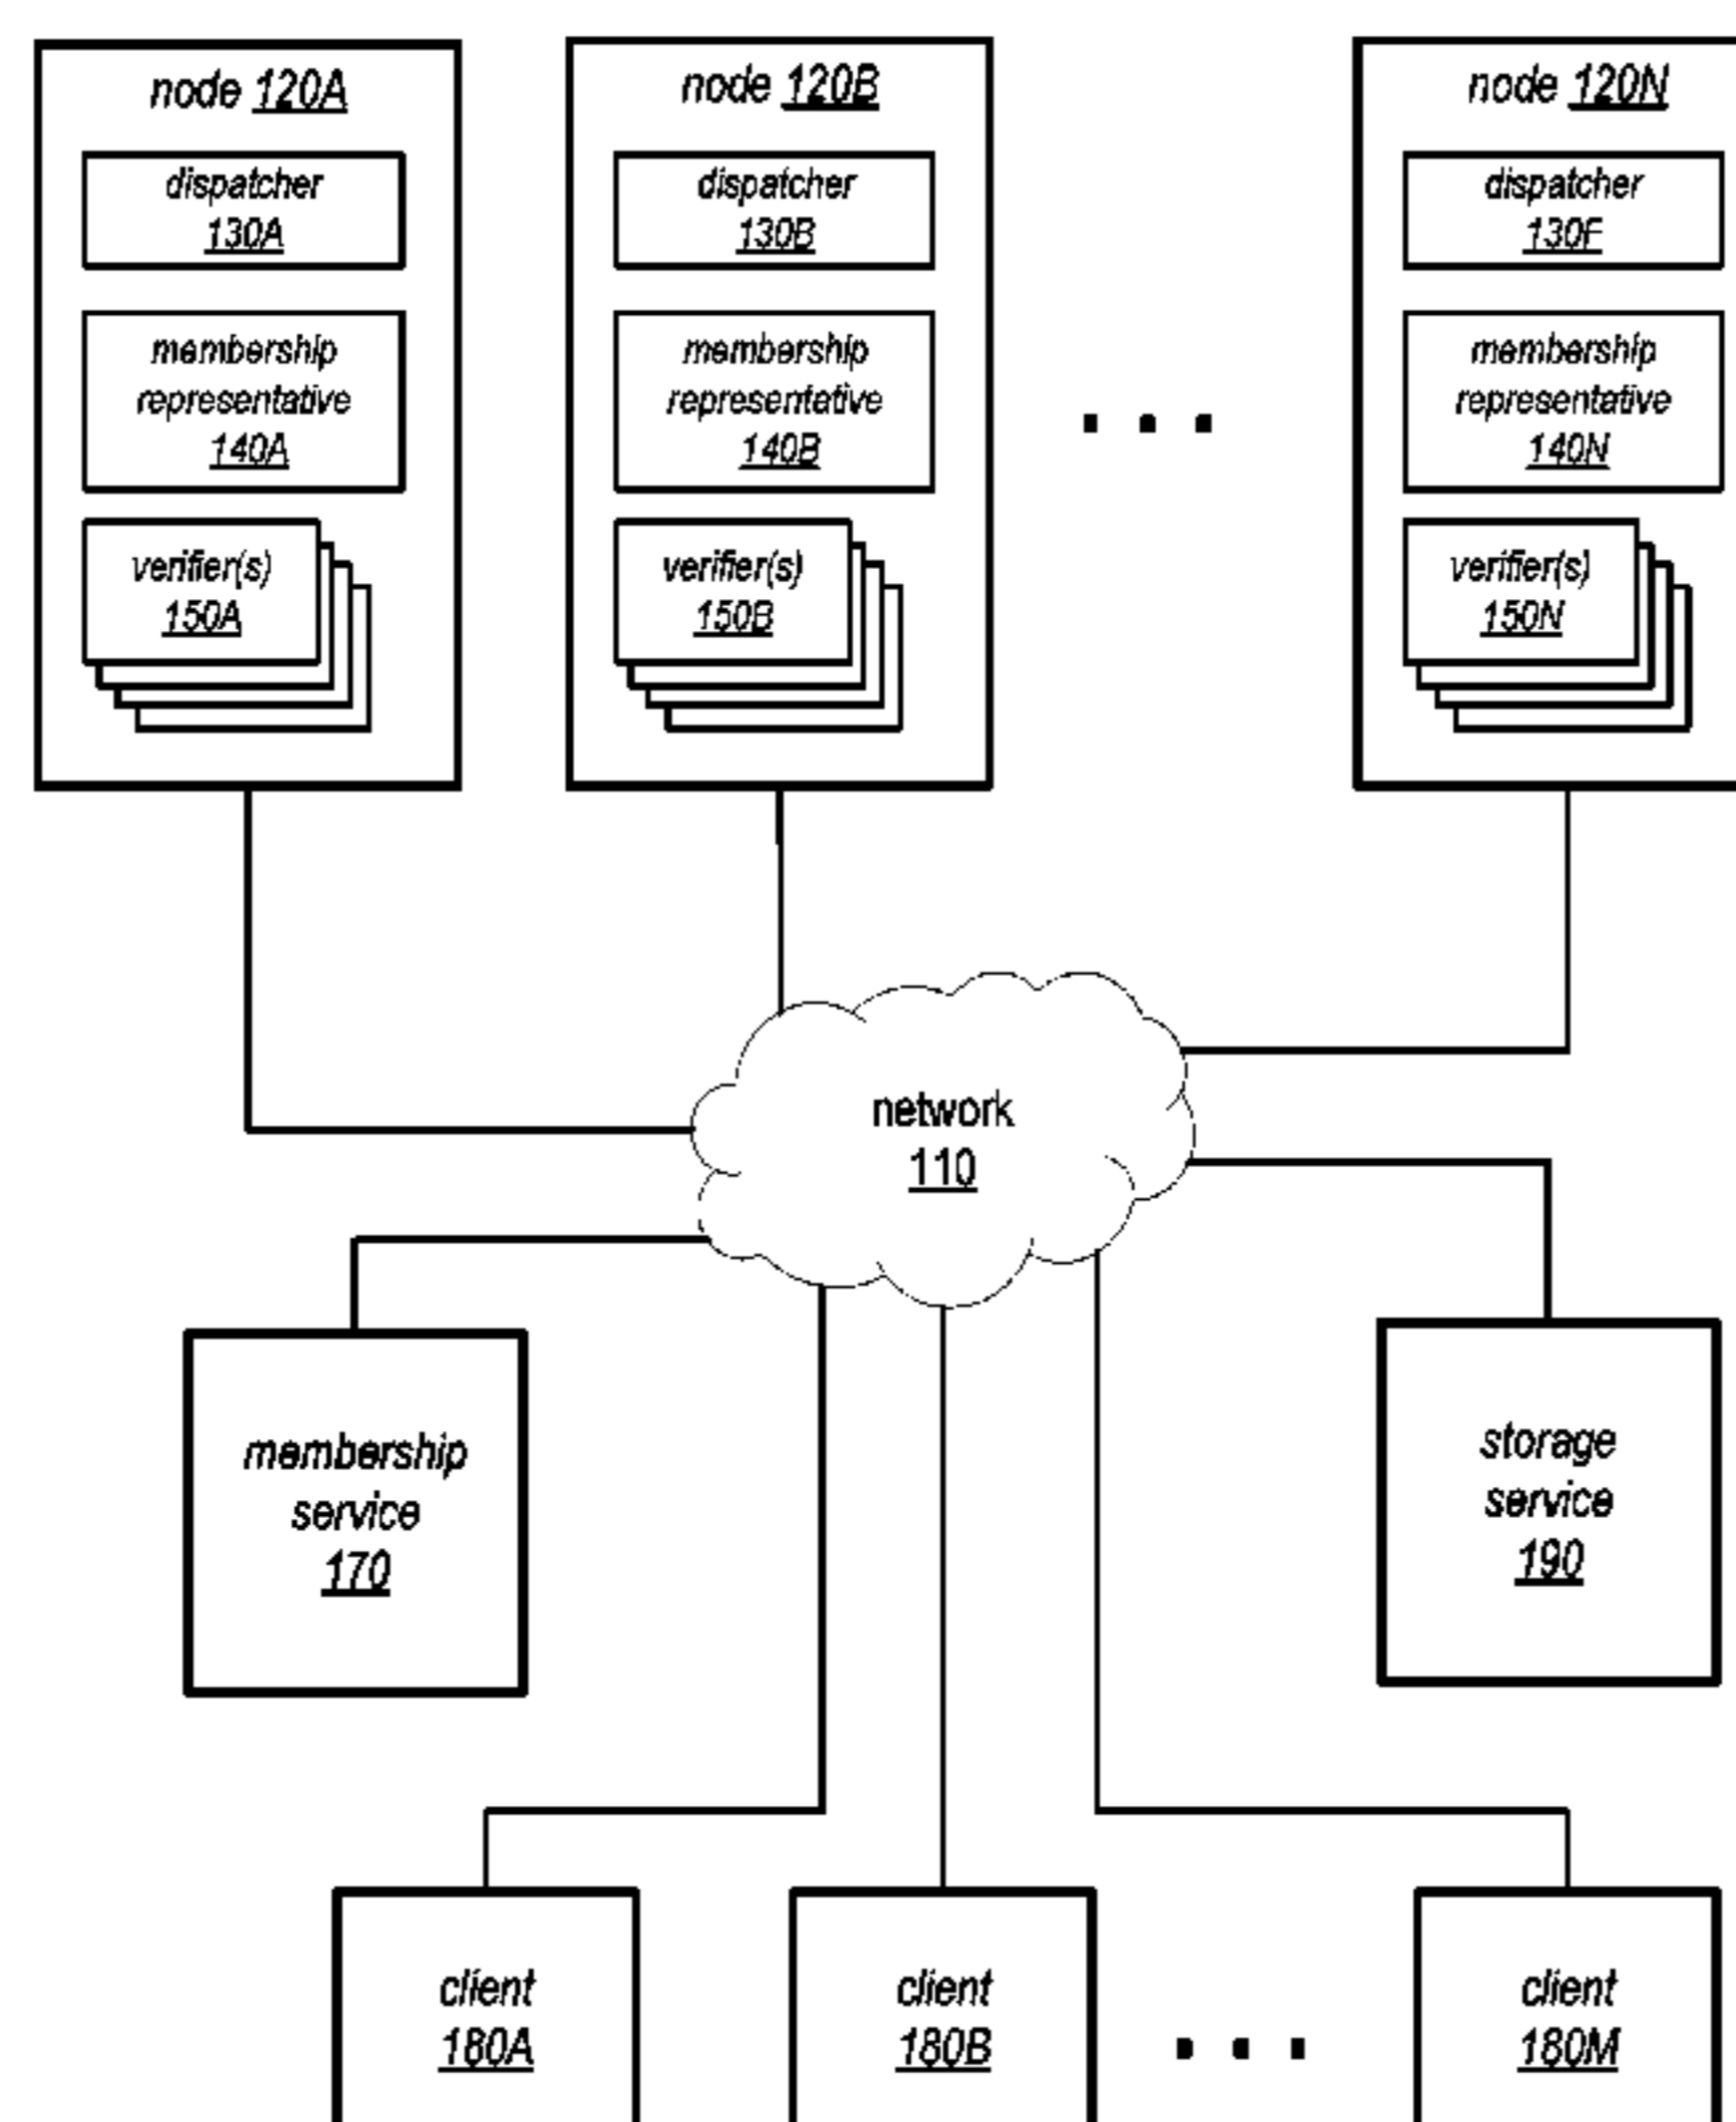 node 120A
dispatcher
130A
membership
representative
140A
verifier(s)
150A
node 120B
dispatcher
130B
membership
representative
140B
verifier(s)
150B
. . .
node 120N
dispatcher
130F
membership
representative
140N
verifier(s)
150N
network
110
membership
service
170
storage
service
190
client
180A
client
180B
. . .
client
180M